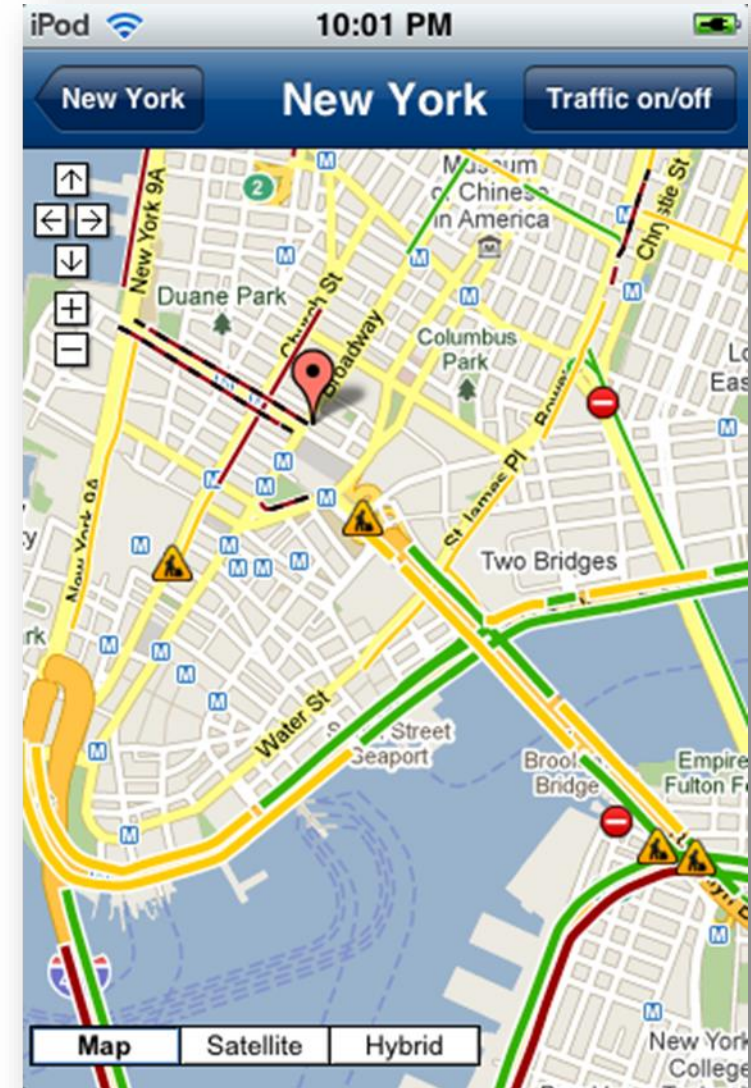 iPod
10:01 PM
New York
New York
Traffic on/off
New York 9A
2
Museum
of Chinese
in America
Chrystie St
Duane Park
Church St
Broadway
Columbus
Park
Bowery
St James Pl
New York 9A
Two Bridges
Water St
Street
Seaport
Bridge
Empire
Fulton
Map
Satellite
Hybrid
New York
College